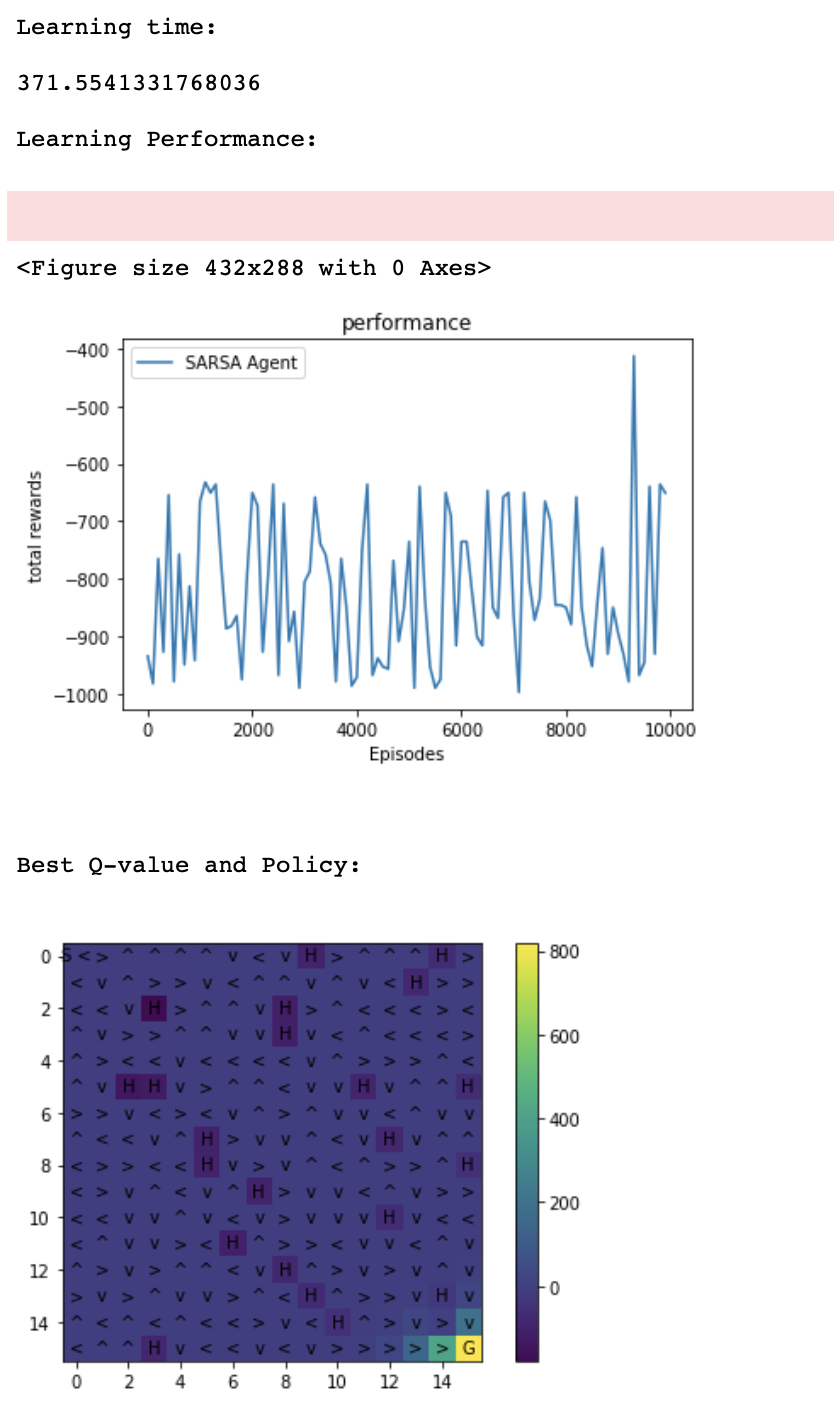 Learning time:
371.5541331768036
Learning Performance:
<Figure size 432x288 with 0 Axes>
performance
SARSA Agent
−400
−500
−600
−700
−800
−900
−1000
total rewards
0 2000 4000 6000 8000 10000
Episodes
Best Q-value and Policy:
0 S < > ^ ^ ^ ^ v < v H > ^ ^ ^ H >
< v ^ > > v < ^ ^ v ^ v < H > >
2 < < v H > ^ ^ v H > ^ < < < < <
^ v > > ^ ^ v v H v < ^ < < < >
4 ^ > < < v < < < < v ^ > > > ^ <
^ v H H v > ^ ^ < v v H v ^ ^ H
6 > > v < > < v ^ > ^ v v < ^ v v
^ < < v ^ H > v v ^ < v H v ^ ^
8 < > > < < H v > v ^ < ^ > > ^ H
< > v ^ < v ^ H > v v < ^ v > >
10 < < v v ^ v < v > v v v H v < <
< ^ v v > < H ^ > > < v v < ^ v
12 ^ > v > ^ ^ < v H ^ > v > v ^ v
> v > ^ v v > ^ < H > ^ > v H v
14 ^ < ^ < ^ < > > v < H ^ > v > v
< ^ ^ H v < < v < v > > > > > G
0 2 4 6 8 10 12 14
800
600
400
200
0